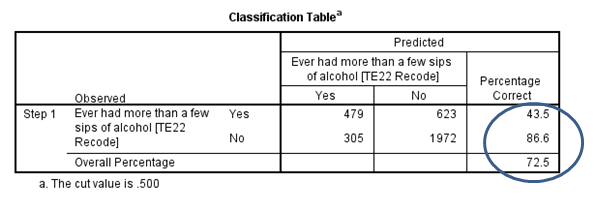 Classification Tableᵃ
Predicted
Ever had more than a few sips
of alcohol [TE22 Recode]
Percentage
Correct
Observed
Yes No
Step 1 Ever had more than a few
sips of alcohol [TE22
Recode]
Yes 479 623 43.5
No 305 1972 86.6
Overall Percentage 72.5
a. The cut value is .500